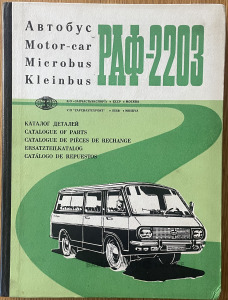 Автобус
Motor-car
Microbus
Kleinbus
РАФ-2203
КАТАЛОГ ДЕТАЛЕЙ
CATALOGUE OF PARTS
CATALOGUE DE PIÈCES DE RECHANGE
ERSATZTEILKATALOG
CATÁLOGO DE REPUESTOS